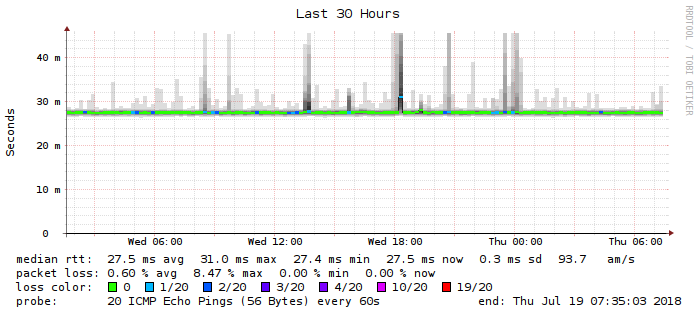 Last 30 Hours
RRDTOOL / TOBI OETIKER
Seconds
40 m
30 m
20 m
10 m
0
Wed 06:00 Wed 12:00 Wed 18:00 Thu 00:00 Thu 06:00
median rtt: 27.5 ms avg 31.0 ms max 27.4 ms min 27.5 ms now 0.3 ms sd 93.7 am/s
packet loss: 0.60 % avg 8.47 % max 0.00 % min 0.00 % now
loss color: 0 1/20 2/20 3/20 4/20 10/20 19/20
probe: 20 ICMP Echo Pings (56 Bytes) every 60s end: Thu Jul 19 07:35:03 2018